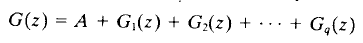 G(z) = A + G₁(z) + G₂(z) + ··· + G_q(z)